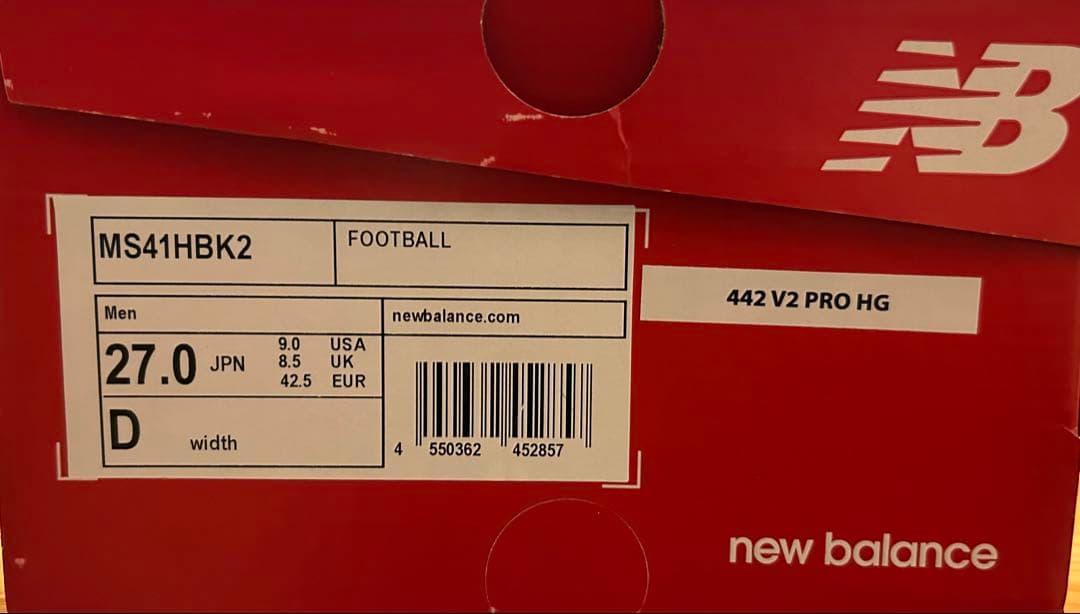 NB
MS41HBK2
FOOTBALL
442 V2 PRO HG
Men
newbalance.com
27.0 JPN
9.0 USA
8.5 UK
42.5 EUR
D width
4 550362 452857
new balance